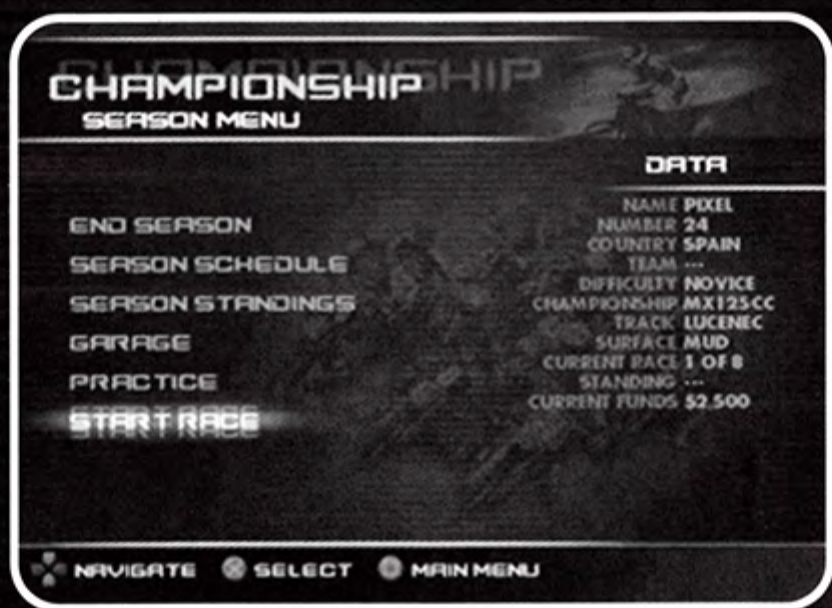 CHAMPIONSHIP
SEASON MENU
DATA
END SEASON
SEASON SCHEDULE
SEASON STANDINGS
GARAGE
PRACTICE
START RACE
NAME PIXEL
NUMBER 24
COUNTRY SPAIN
TEAM ---
DIFFICULTY NOVICE
CHAMPIONSHIP MX125CC
TRACK LUCENEC
SURFACE MUD
CURRENT RACE 1 OF 8
STANDING ---
CURRENT FUNDS $2,500
NAVIGATE SELECT MAIN MENU